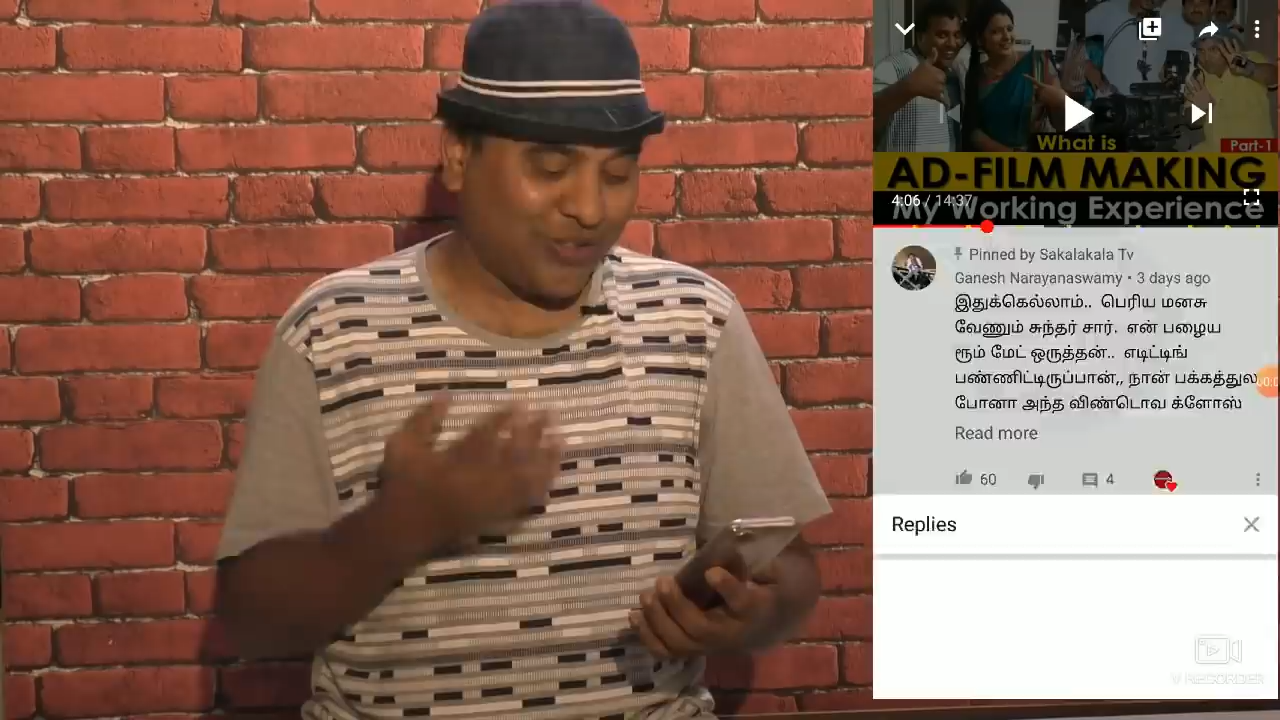 What is
Part-1
AD-FILM MAKING
4:06 / 14:37
My Working Experience
Pinned by Sakalakala Tv
Ganesh Narayanaswamy • 3 days ago
இதுக்கெல்லாம்.. பெரிய மனசு
வேணும் சுந்தர் சார். என் பழைய
ரூம் மேட் ஒருத்தன்.. எடிட்டிங்
பண்ணிட்டிருப்பான்,, நான் பக்கத்துல
போனா அந்த விண்டொவ க்ளோஸ்
Read more
60
4
Replies
V RECORDER